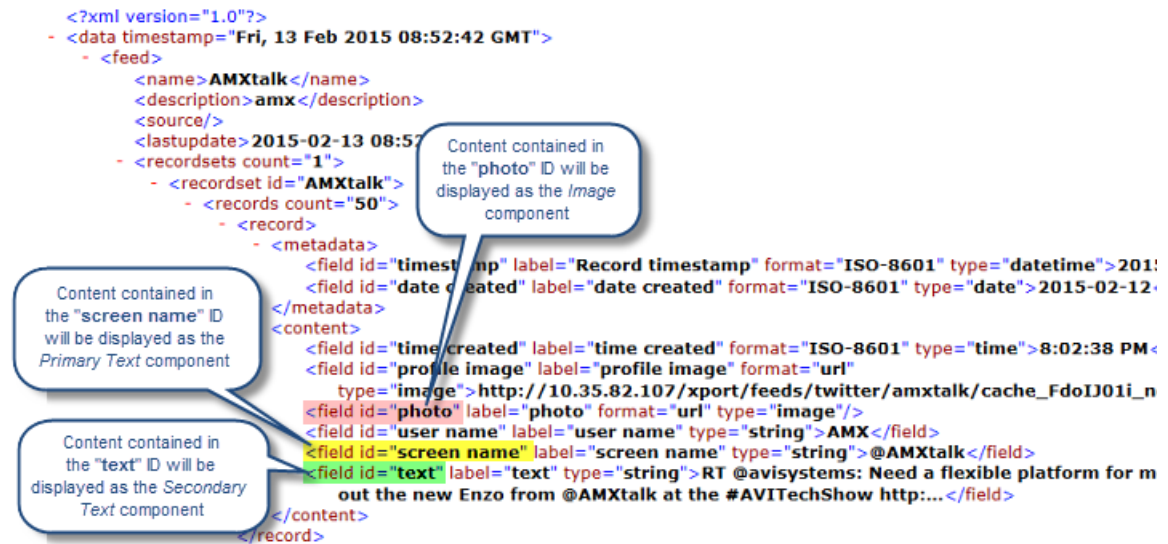 <?xml version="1.0"?>
- <data timestamp="Fri, 13 Feb 2015 08:52:42 GMT">
- <feed>
<name>AMXtalk</name>
<description>amx</description>
<source/>
<lastupdate>2015-02-13 08:52
- <recordsets count="1">
- <recordset id="AMXtalk">
- <records count="50">
- <record>
- <metadata>
<field id="timestamp" label="Record timestamp" format="ISO-8601" type="datetime">2015
<field id="date created" label="date created" format="ISO-8601" type="date">2015-02-12<
</metadata>
<content>
<field id="time created" label="time created" format="ISO-8601" type="time">8:02:38 PM<
<field id="profile image" label="profile image" format="url"
type="image">http://10.35.82.107/xport/feeds/twitter/amxtalk/cache_FdoIJ01i_n
<field id="photo" label="photo" format="url" type="image"/>
<field id="user name" label="user name" type="string">AMX</field>
<field id="screen name" label="screen name" type="string">@AMXtalk</field>
<field id="text" label="text" type="string">RT @avisystems: Need a flexible platform for m
out the new Enzo from @AMXtalk at the #AVITechShow http:...</field>
</content>
</record>
Content contained in
the "photo" ID will be
displayed as the Image
component
Content contained in
the "screen name" ID
will be displayed as the
Primary Text component
Content contained in
the "text" ID will be
displayed as the Secondary
Text component